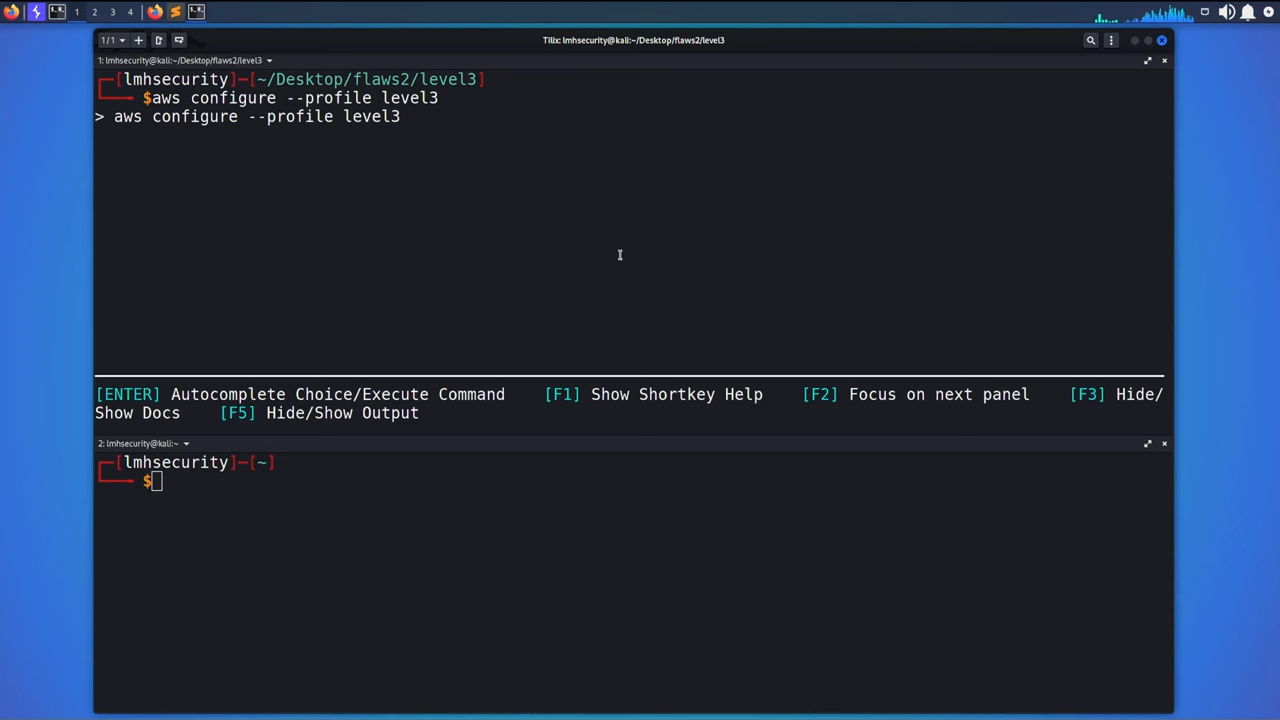 1 2 3 4
1/1 Tilix: lmhsecurity@kali:~/Desktop/flaws2/level3
1: lmhsecurity@kali:~/Desktop/flaws2/level3
[lmhsecurity]-[~/Desktop/flaws2/level3]
$aws configure --profile level3
> aws configure --profile level3
[ENTER] Autocomplete Choice/Execute Command [F1] Show Shortkey Help [F2] Focus on next panel [F3] Hide/
Show Docs [F5] Hide/Show Output
2: lmhsecurity@kali:~
[lmhsecurity]-[~]
$